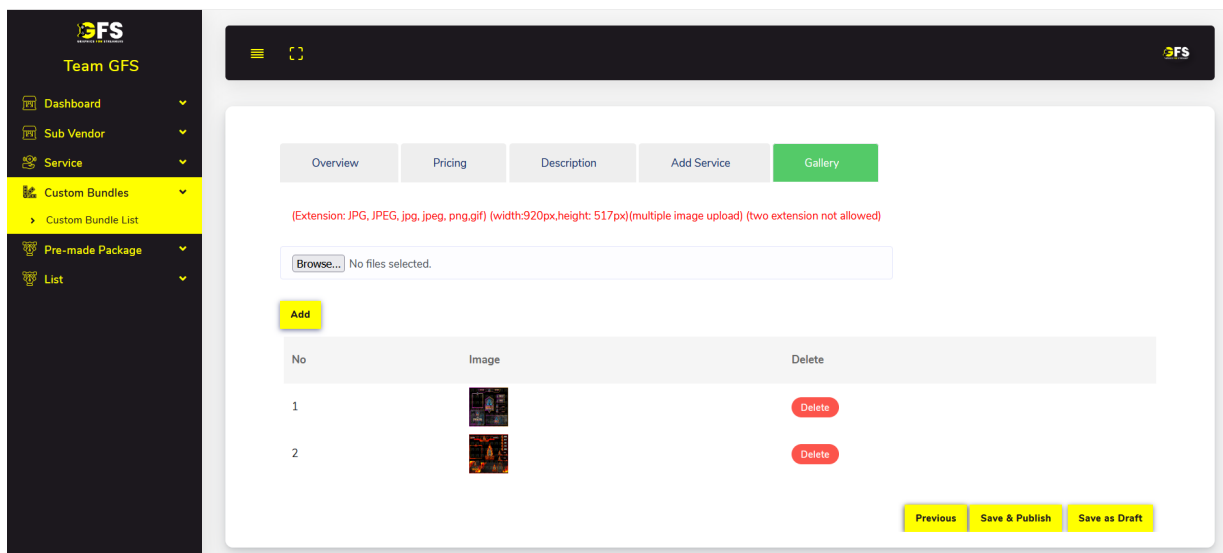 GFS
GRAPHICS FOR STREAMERS
Team GFS
Dashboard
Sub Vendor
Service
Custom Bundles
Custom Bundle List
Pre-made Package
List
GFS
Overview Pricing Description Add Service Gallery
(Extension: JPG, JPEG, jpg, jpeg, png,gif) (width:920px,height: 517px)(multiple image upload) (two extension not allowed)
Browse... No files selected.
Add
No Image Delete
1 Delete
2 Delete
Previous Save & Publish Save as Draft